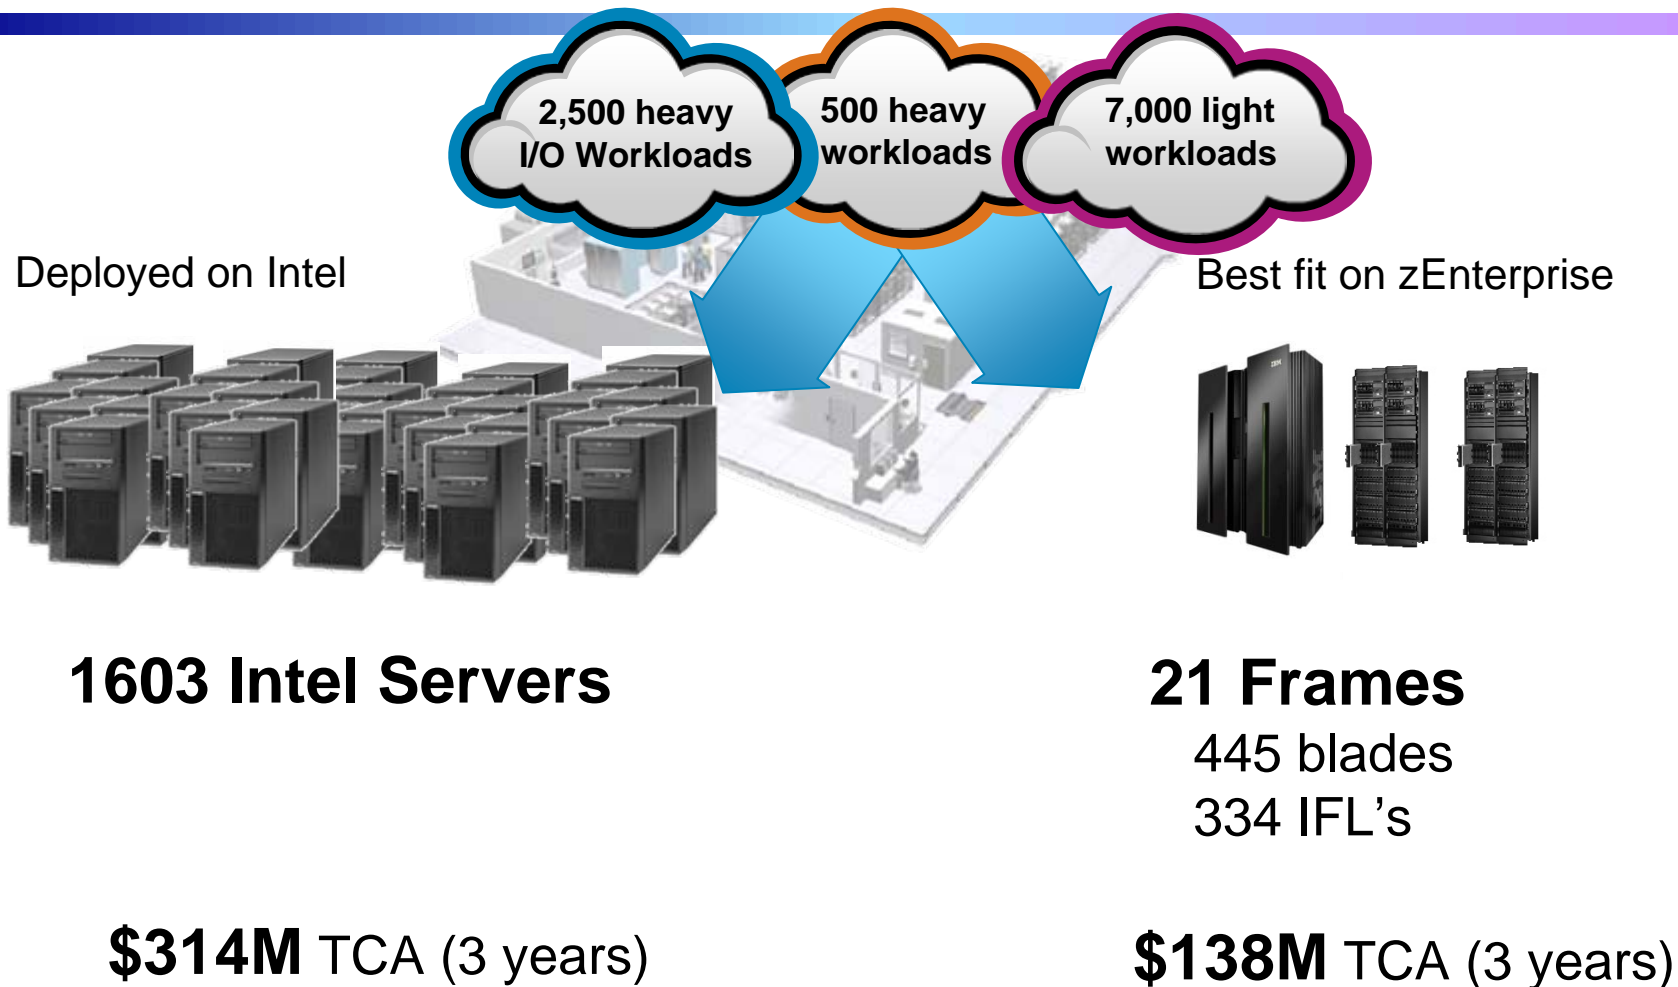 2,500 heavy
I/O Workloads
500 heavy
workloads
7,000 light
workloads
Deployed on Intel
Best fit on zEnterprise
IBM
1603 Intel Servers
21 Frames
445 blades
334 IFL’s
$314M TCA (3 years)
$138M TCA (3 years)